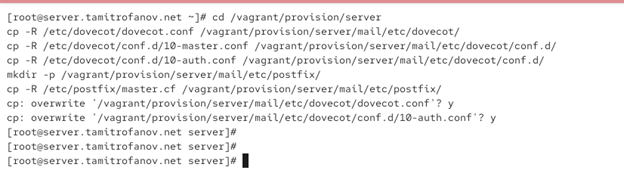 [root@server.tamitrofanov.net ~]# cd /vagrant/provision/server
cp -R /etc/dovecot/dovecot.conf /vagrant/provision/server/mail/etc/dovecot/
cp -R /etc/dovecot/conf.d/10-master.conf /vagrant/provision/server/mail/etc/dovecot/conf.d/
cp -R /etc/dovecot/conf.d/10-auth.conf /vagrant/provision/server/mail/etc/dovecot/conf.d/
mkdir -p /vagrant/provision/server/mail/etc/postfix/
cp -R /etc/postfix/master.cf /vagrant/provision/server/mail/etc/postfix/
cp: overwrite '/vagrant/provision/server/mail/etc/dovecot/dovecot.conf'? y
cp: overwrite '/vagrant/provision/server/mail/etc/dovecot/conf.d/10-auth.conf'? y
[root@server.tamitrofanov.net server]#
[root@server.tamitrofanov.net server]#
[root@server.tamitrofanov.net server]#